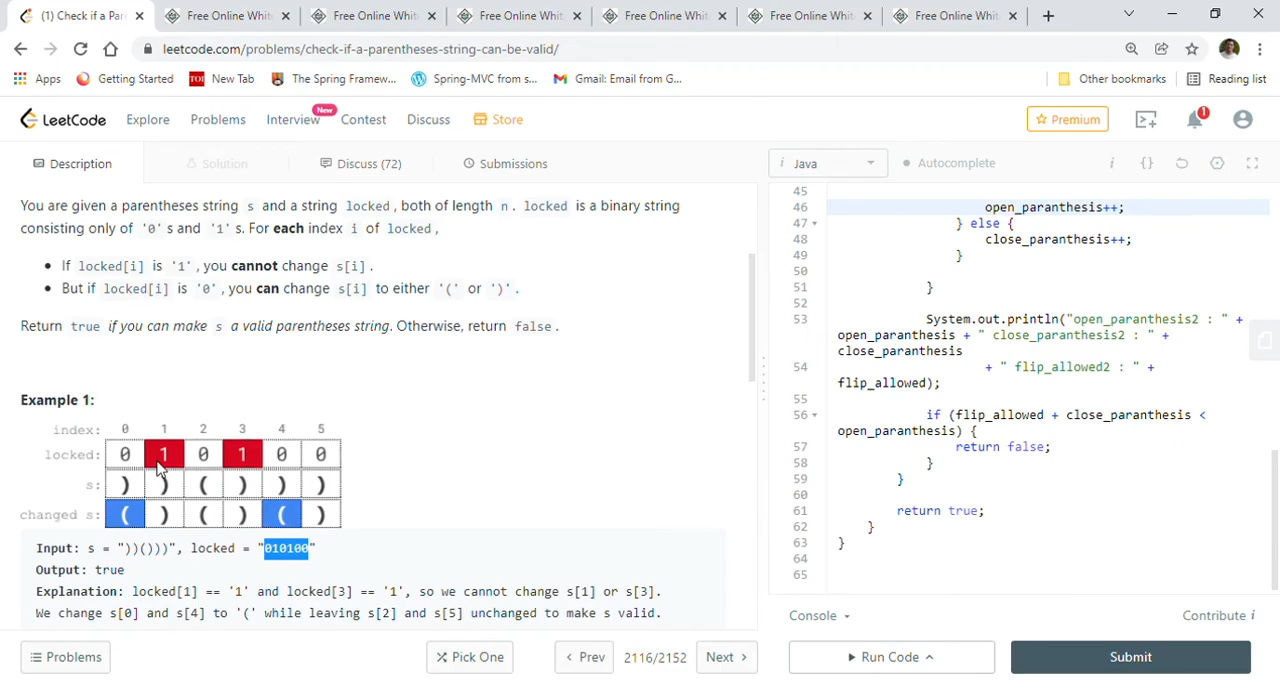 (1) Check if a Par
Free Online Whit
Free Online Whit
Free Online Whit
Free Online Whit
Free Online Whit
Free Online Whit
leetcode.com/problems/check-if-a-parentheses-string-can-be-valid/
Apps
Getting Started
TOI New Tab
The Spring Framew...
Spring-MVC from s...
Gmail: Email from G...
Other bookmarks
Reading list
LeetCode
Explore
Problems
Interview
New
Contest
Discuss
Store
Premium
1
Description
Solution
Discuss (72)
Submissions
i Java
Autocomplete
You are given a parentheses string s and a string locked, both of length n. locked is a binary string
consisting only of '0's and '1's. For each index i of locked,
• If locked[i] is '1', you cannot change s[i].
• But if locked[i] is '0', you can change s[i] to either '(' or ')'.
Return true if you can make s a valid parentheses string. Otherwise, return false.
Example 1:
index: 0 1 2 3 4 5
locked: 0 1 0 1 0 0
s: ) ) ( ) ) )
changed s: ( ) ( ) ( )
Input: s = "))()))", locked = "010100"
Output: true
Explanation: locked[1] == '1' and locked[3] == '1', so we cannot change s[1] or s[3].
We change s[0] and s[4] to '(' while leaving s[2] and s[5] unchanged to make s valid.
45
46 open_paranthesis++;
47 } else {
48 close_paranthesis++;
49 }
50
51 }
52
53 System.out.println("open_paranthesis2 : " +
open_paranthesis + " close_paranthesis2 : " +
close_paranthesis
54 + " flip_allowed2 : " +
flip_allowed);
55
56 if (flip_allowed + close_paranthesis <
open_paranthesis) {
57 return false;
58 }
59 }
60
61 return true;
62 }
63 }
64
65
Problems
Pick One
Prev
2116/2152
Next
Console
Contribute i
Run Code
Submit